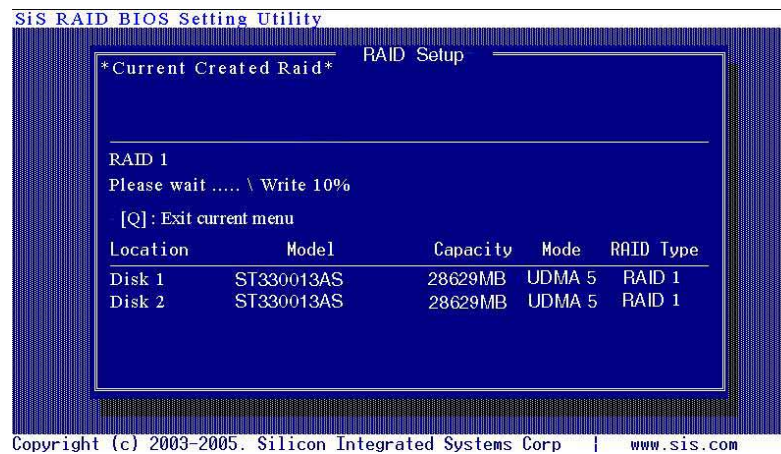 SiS RAID BIOS Setting Utility
RAID Setup
*Current Created Raid*
RAID 1
Please wait ..... \ Write 10%
[Q] : Exit current menu
Location Model Capacity Mode RAID Type
Disk 1 ST330013AS 28629MB UDMA 5 RAID 1
Disk 2 ST330013AS 28629MB UDMA 5 RAID 1
Copyright (c) 2003-2005. Silicon Integrated Systems Corp | www.sis.com